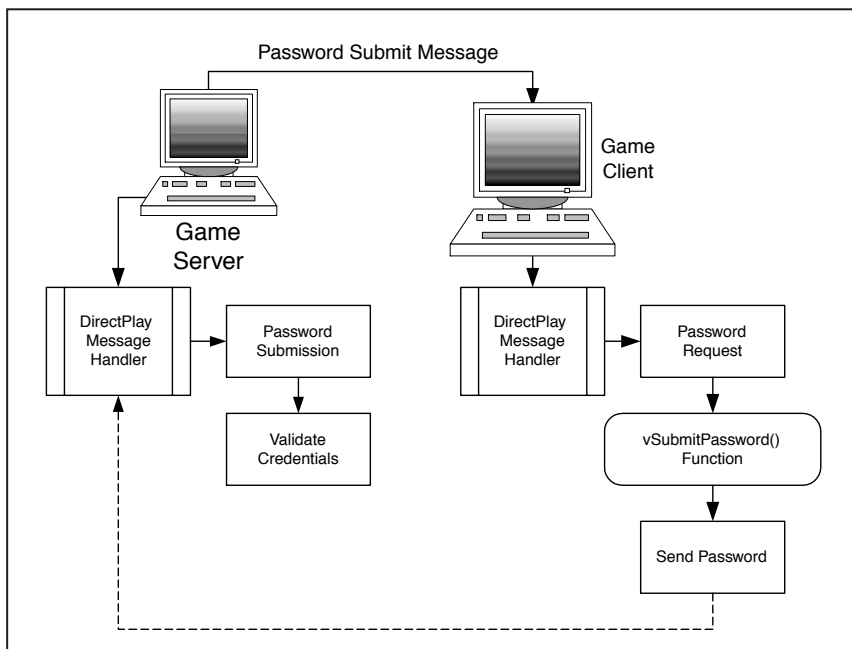 Password Submit Message
Game
Client
Game
Server
DirectPlay
Message
Handler
Password
Submission
DirectPlay
Message
Handler
Password
Request
Validate
Credentials
vSubmitPassword()
Function
Send Password